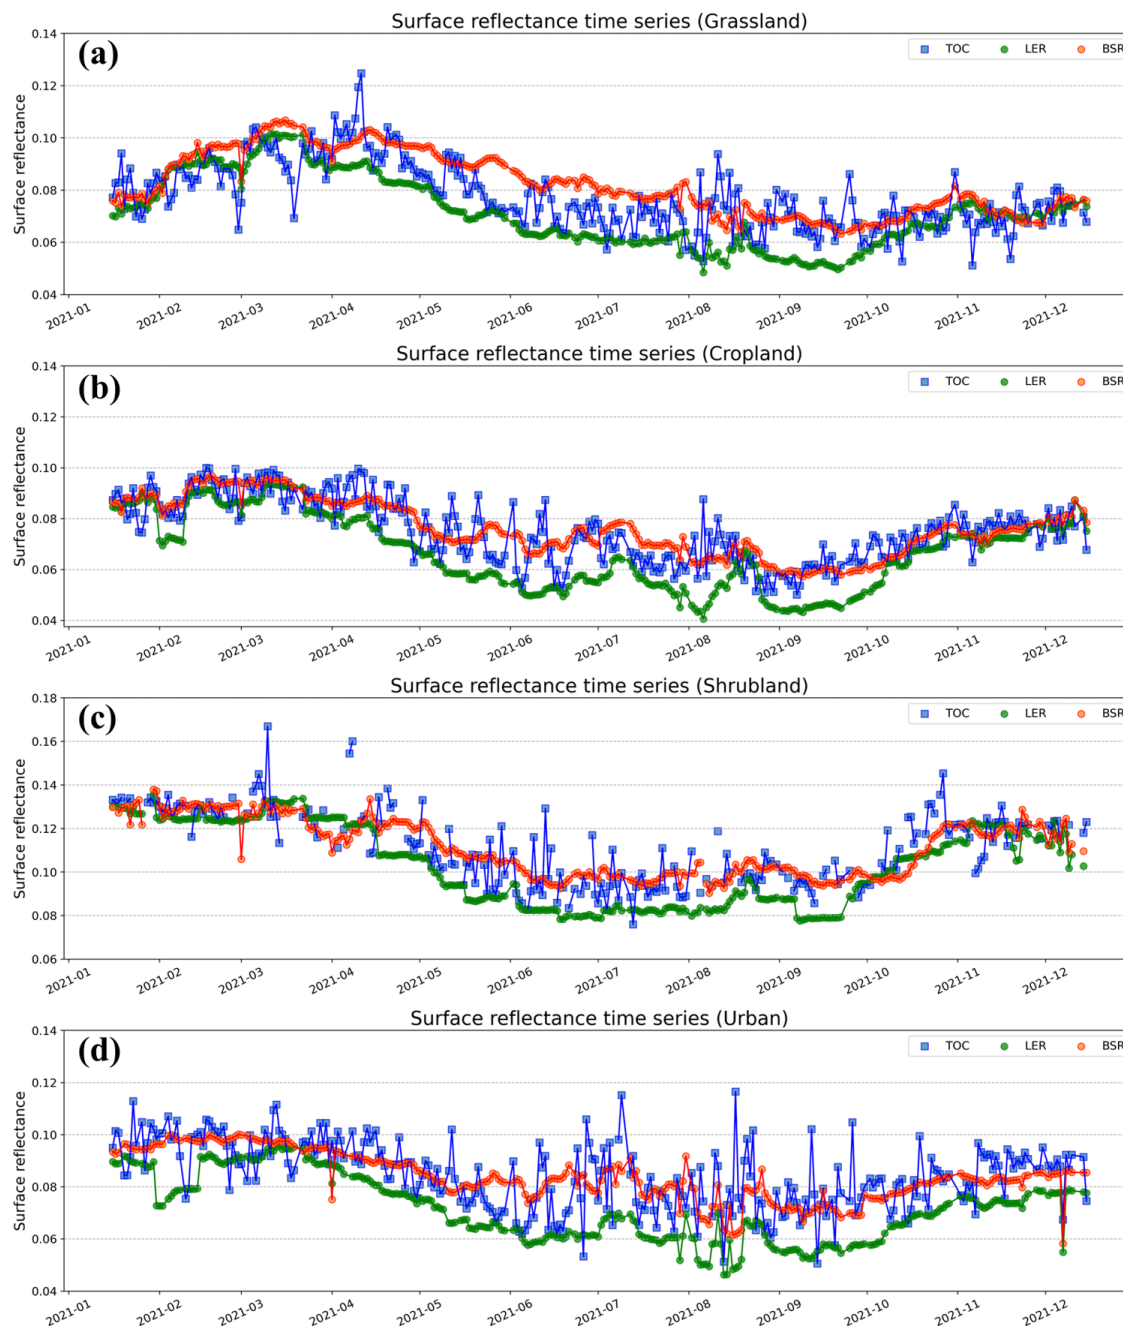 Surface reflectance time series (Grassland)
(a)
TOC LER BSR
Surface reflectance
0.14
0.12
0.10
0.08
0.06
0.04
2021-01 2021-02 2021-03 2021-04 2021-05 2021-06 2021-07 2021-08 2021-09 2021-10 2021-11 2021-12
Surface reflectance time series (Cropland)
(b)
TOC LER BSR
Surface reflectance
0.14
0.12
0.10
0.08
0.06
0.04
2021-01 2021-02 2021-03 2021-04 2021-05 2021-06 2021-07 2021-08 2021-09 2021-10 2021-11 2021-12
Surface reflectance time series (Shrubland)
(c)
TOC LER BSR
Surface reflectance
0.18
0.16
0.14
0.12
0.10
0.08
0.06
2021-01 2021-02 2021-03 2021-04 2021-05 2021-06 2021-07 2021-08 2021-09 2021-10 2021-11 2021-12
Surface reflectance time series (Urban)
(d)
TOC LER BSR
Surface reflectance
0.14
0.12
0.10
0.08
0.06
0.04
2021-01 2021-02 2021-03 2021-04 2021-05 2021-06 2021-07 2021-08 2021-09 2021-10 2021-11 2021-12